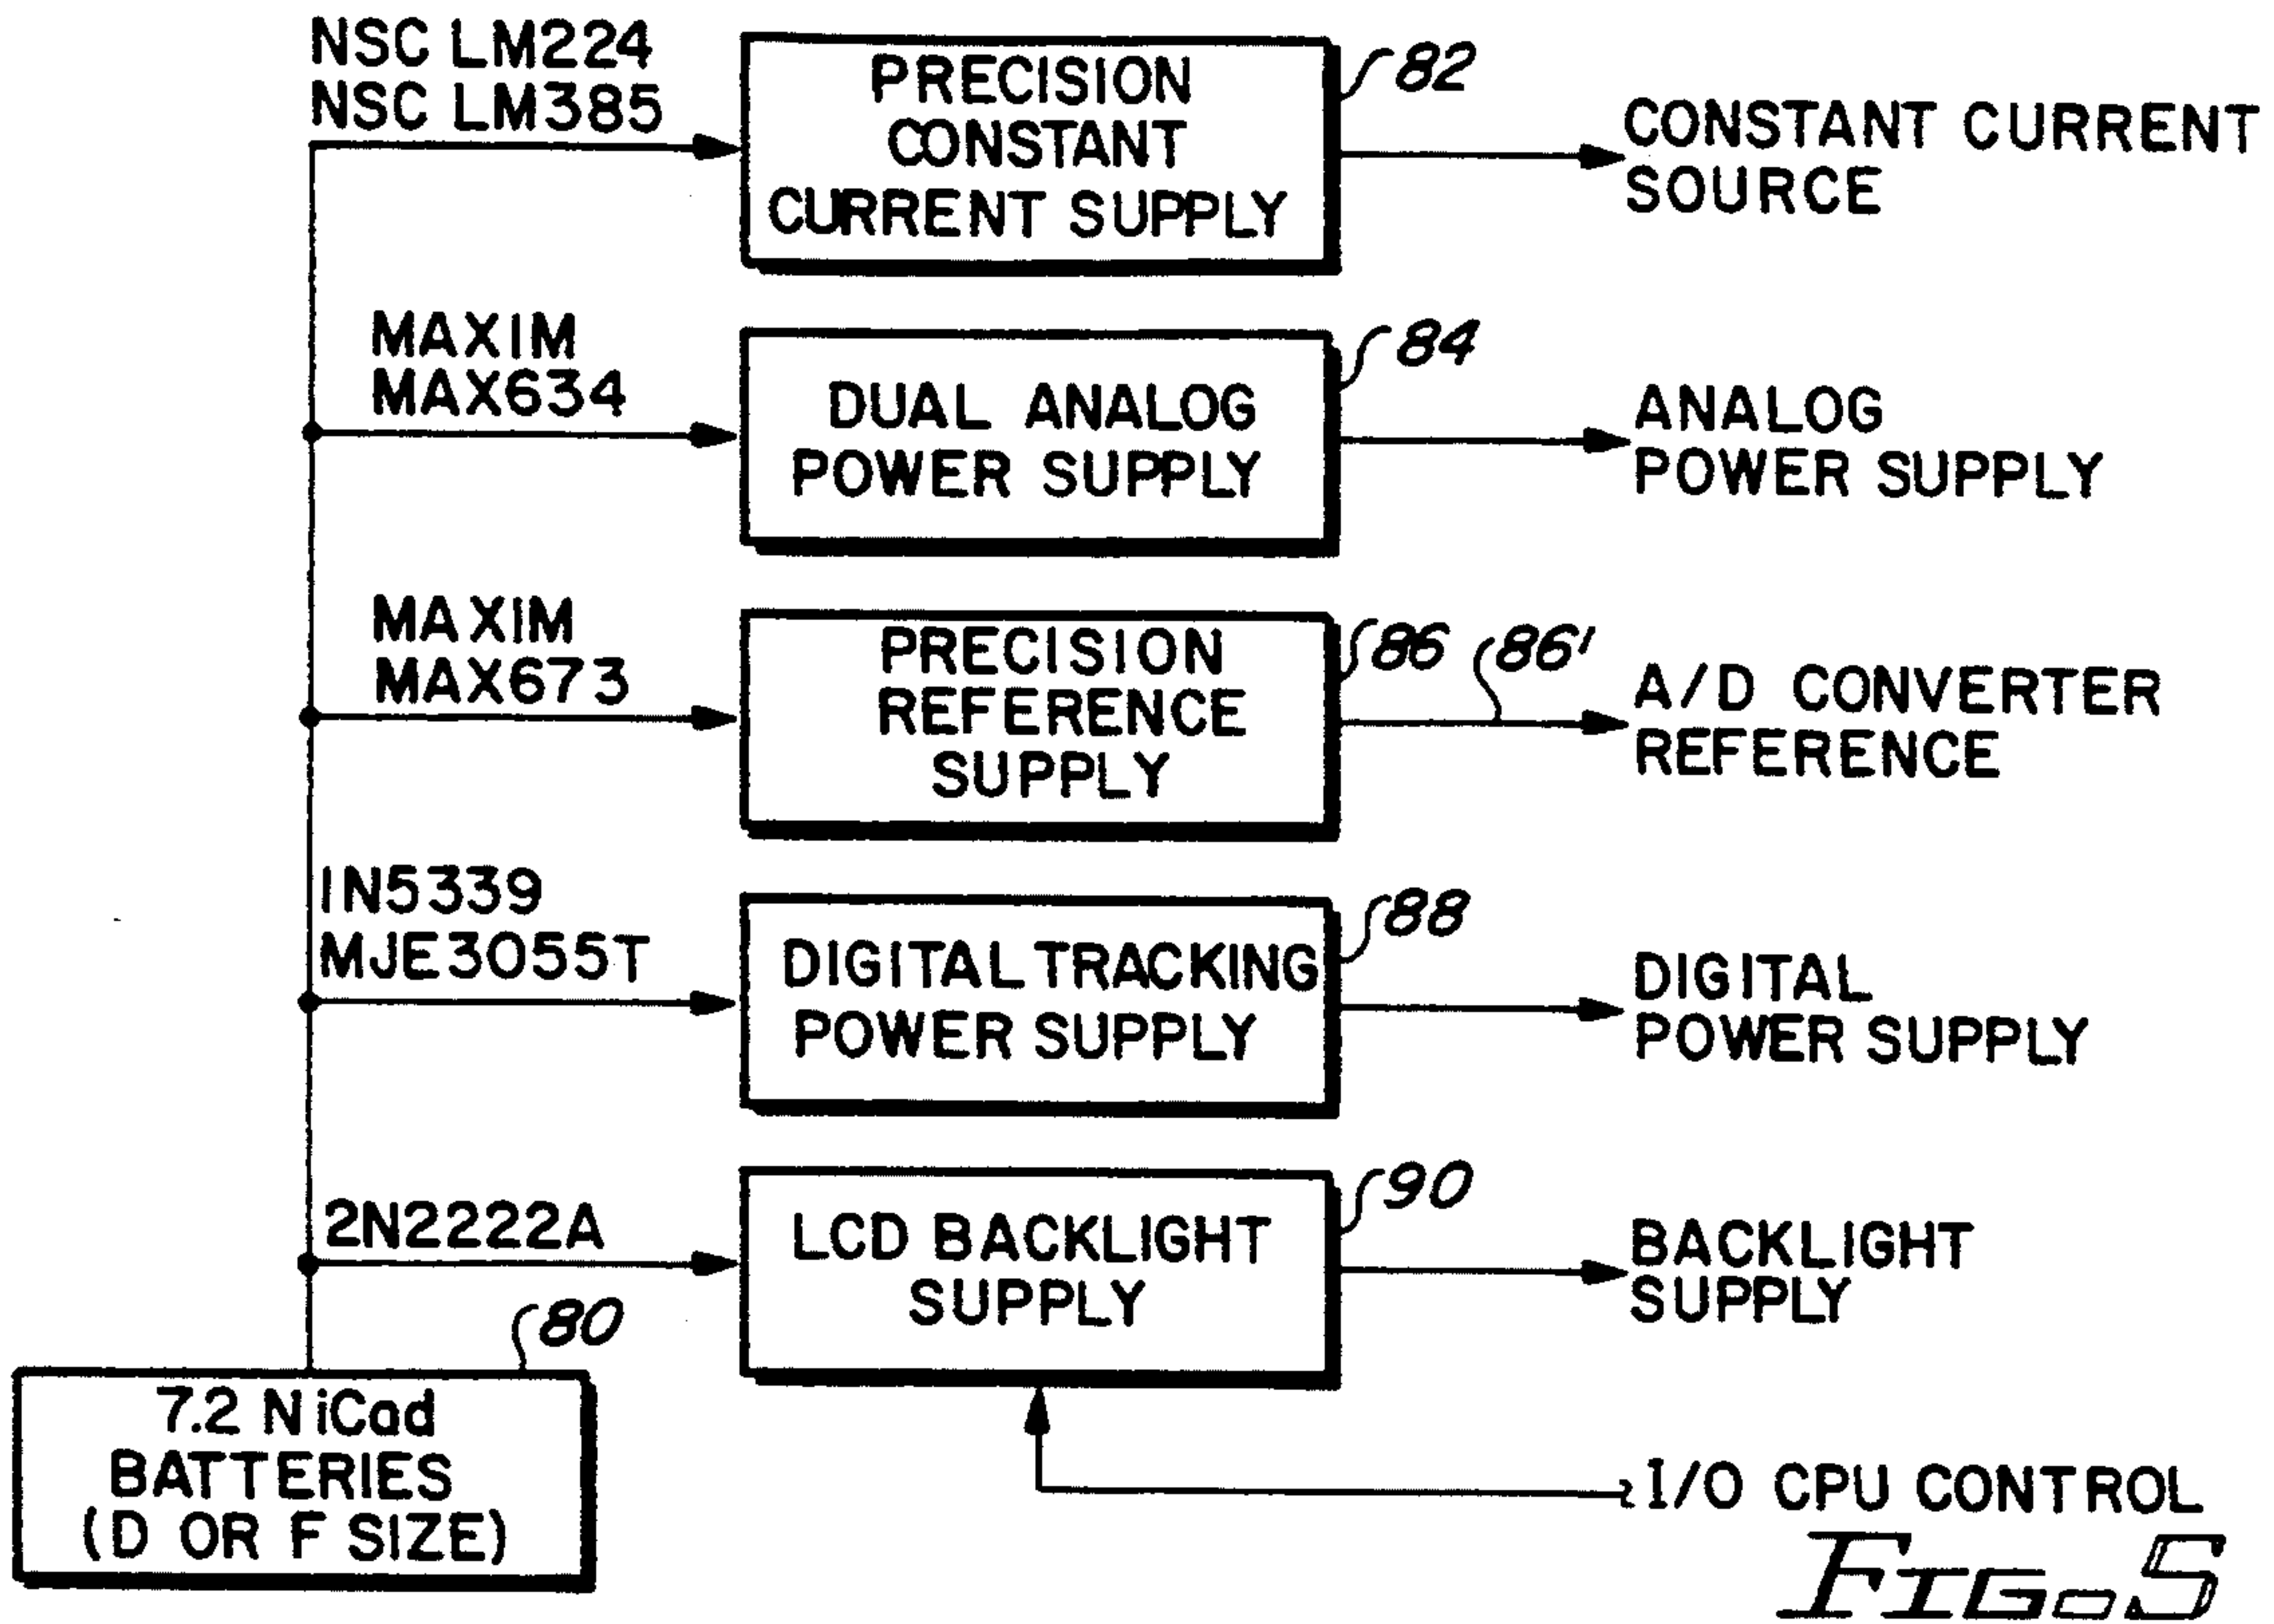 NSC LM224
NSC LM385
PRECISION
CONSTANT
CURRENT SUPPLY
82
CONSTANT CURRENT
SOURCE
MAXIM
MAX634
DUAL ANALOG
POWER SUPPLY
84
ANALOG
POWER SUPPLY
MAXIM
MAX673
PRECISION
REFERENCE
SUPPLY
86
86'
A/D CONVERTER
REFERENCE
1N5339
MJE3055T
DIGITAL TRACKING
POWER SUPPLY
88
DIGITAL
POWER SUPPLY
2N2222A
LCD BACKLIGHT
SUPPLY
90
BACKLIGHT
SUPPLY
80
7.2 NiCad
BATTERIES
(D OR F SIZE)
I/O CPU CONTROL
FIG. 5